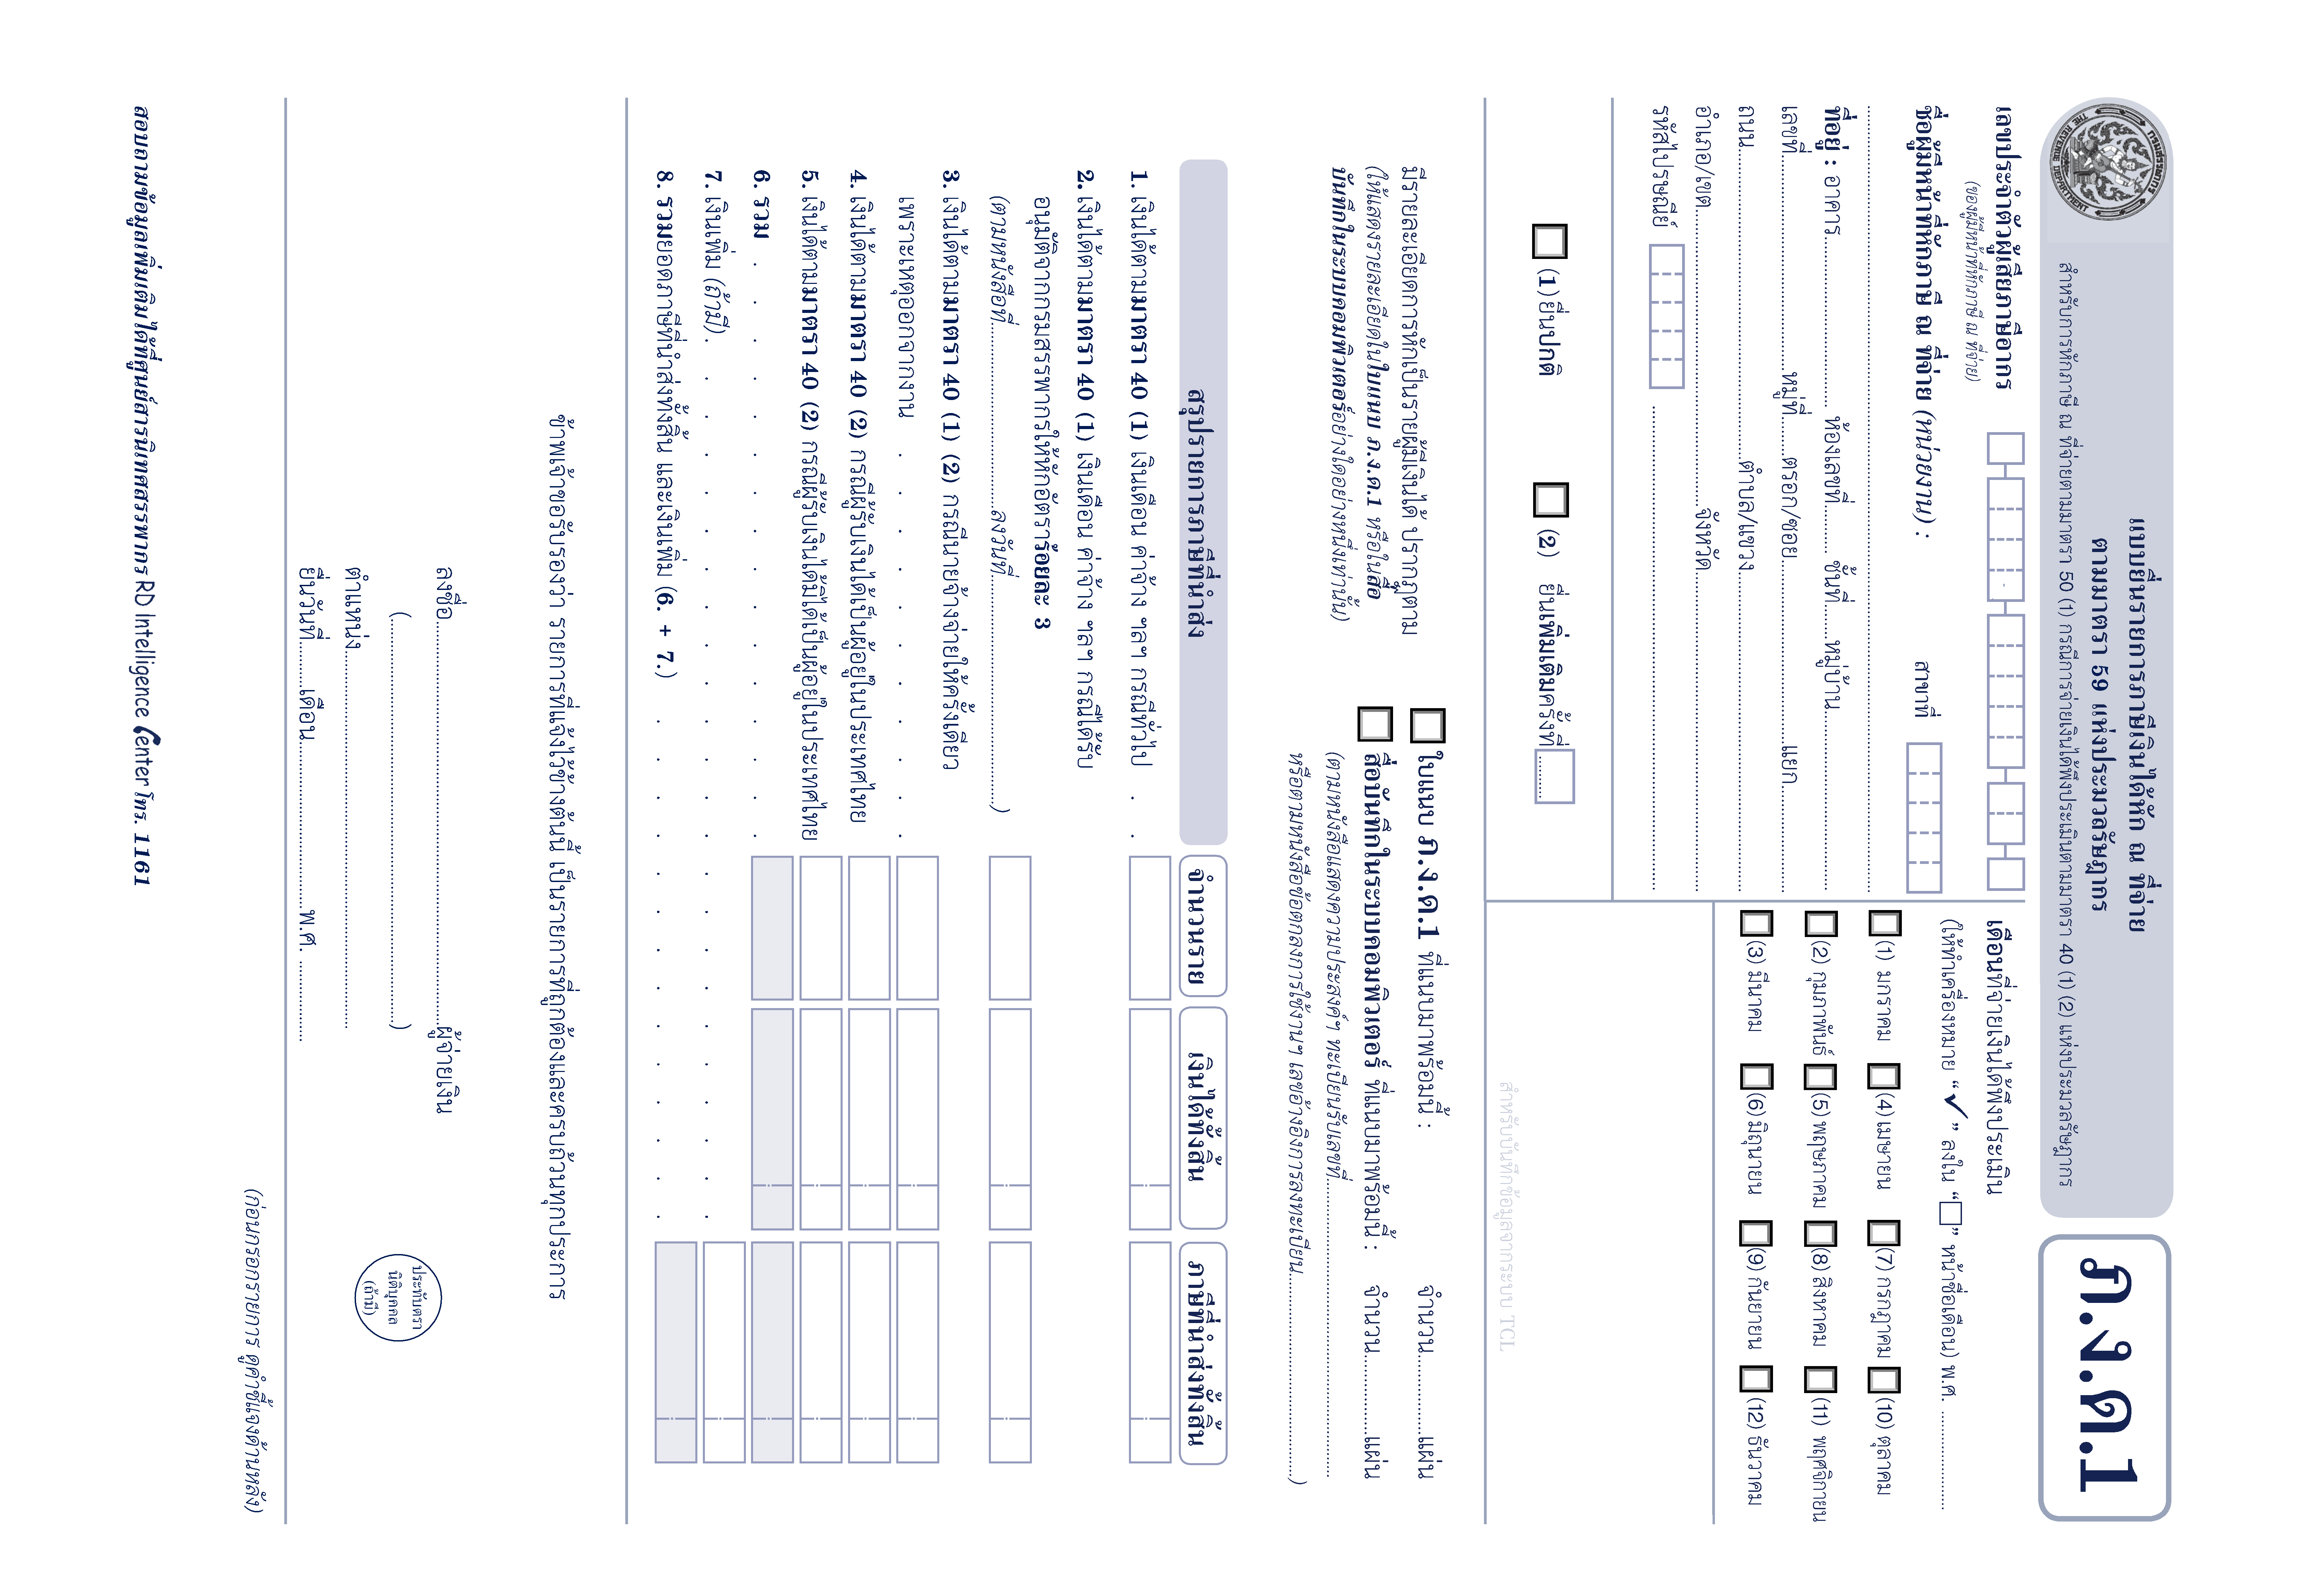 แบบยื่นรายการภาษีเงินได้หัก ณ ที่จ่าย
ตามมาตรา 59 แห่งประมวลรัษฎากร
สำหรับการหักภาษี ณ ที่จ่ายตามมาตรา 50 (1) กรณีการจ่ายเงินได้พึงประเมินตามมาตรา 40 (1) (2) แห่งประมวลรัษฎากร
ภ.ง.ด.1
กรมสรรพากร
THE REVENUE DEPARTMENT
เลขประจำตัวผู้เสียภาษีอากร
(ของผู้มีหน้าที่หักภาษี ณ ที่จ่าย)
ชื่อผู้มีหน้าที่หักภาษี ณ ที่จ่าย (หน่วยงาน) : สาขาที่
ที่อยู่ : อาคาร ห้องเลขที่ ชั้นที่ หมู่บ้าน
เลขที่ หมู่ที่ ตรอก/ซอย แยก
ถนน ตำบล/แขวง
อำเภอ/เขต จังหวัด
รหัสไปรษณีย์
เดือนที่จ่ายเงินได้พึงประเมิน
(ให้ทำเครื่องหมาย “✓” ลงใน “□” หน้าชื่อเดือน) พ.ศ.
(1) มกราคม (4) เมษายน (7) กรกฎาคม (10) ตุลาคม
(2) กุมภาพันธ์ (5) พฤษภาคม (8) สิงหาคม (11) พฤศจิกายน
(3) มีนาคม (6) มิถุนายน (9) กันยายน (12) ธันวาคม
(1) ยื่นปกติ (2) ยื่นเพิ่มเติมครั้งที่
สำหรับบันทึกข้อมูลจากระบบ TCL
มีรายละเอียดการหักเป็นรายผู้มีเงินได้ ปรากฏตาม
(ให้แสดงรายละเอียดในใบแนบ ภ.ง.ด.1 หรือในสื่อ
บันทึกในระบบคอมพิวเตอร์อย่างใดอย่างหนึ่งเท่านั้น)
ใบแนบ ภ.ง.ด.1 ที่แนบมาพร้อมนี้ : จำนวน แผ่น
สื่อบันทึกในระบบคอมพิวเตอร์ ที่แนบมาพร้อมนี้ : จำนวน แผ่น
(ตามหนังสือแสดงความประสงค์ฯ ทะเบียนรับเลขที่
หรือตามหนังสือข้อตกลงการใช้งานฯ เลขอ้างอิงการลงทะเบียน )
สรุปรายการภาษีที่นำส่ง จำนวนราย เงินได้ทั้งสิ้น ภาษีที่นำส่งทั้งสิ้น
1. เงินได้ตามมาตรา 40 (1) เงินเดือน ค่าจ้าง ฯลฯ กรณีทั่วไป
2. เงินได้ตามมาตรา 40 (1) เงินเดือน ค่าจ้าง ฯลฯ กรณีได้รับ
อนุมัติจากกรมสรรพากรให้หักอัตราร้อยละ 3
(ตามหนังสือที่ ลงวันที่ )
3. เงินได้ตามมาตรา 40 (1) (2) กรณีนายจ้างจ่ายให้ครั้งเดียว
เพราะเหตุออกจากงาน
4. เงินได้ตามมาตรา 40 (2) กรณีผู้รับเงินได้เป็นผู้อยู่ในประเทศไทย
5. เงินได้ตามมาตรา 40 (2) กรณีผู้รับเงินได้มิได้เป็นผู้อยู่ในประเทศไทย
6. รวม
7. เงินเพิ่ม (ถ้ามี)
8. รวมยอดภาษีที่นำส่งทั้งสิ้น และเงินเพิ่ม (6. + 7.)
ข้าพเจ้าขอรับรองว่า รายการที่แจ้งไว้ข้างต้นนี้ เป็นรายการที่ถูกต้องและครบถ้วนทุกประการ
ลงชื่อ ผู้จ่ายเงิน
( )
ตำแหน่ง
ยื่นวันที่ เดือน พ.ศ.
ประทับตรา
นิติบุคคล
(ถ้ามี)
(ก่อนกรอกรายการ ดูคำชี้แจงด้านหลัง)
สอบถามข้อมูลเพิ่มเติมได้ที่ศูนย์สารนิเทศสรรพากร RD Intelligence Center โทร. 1161